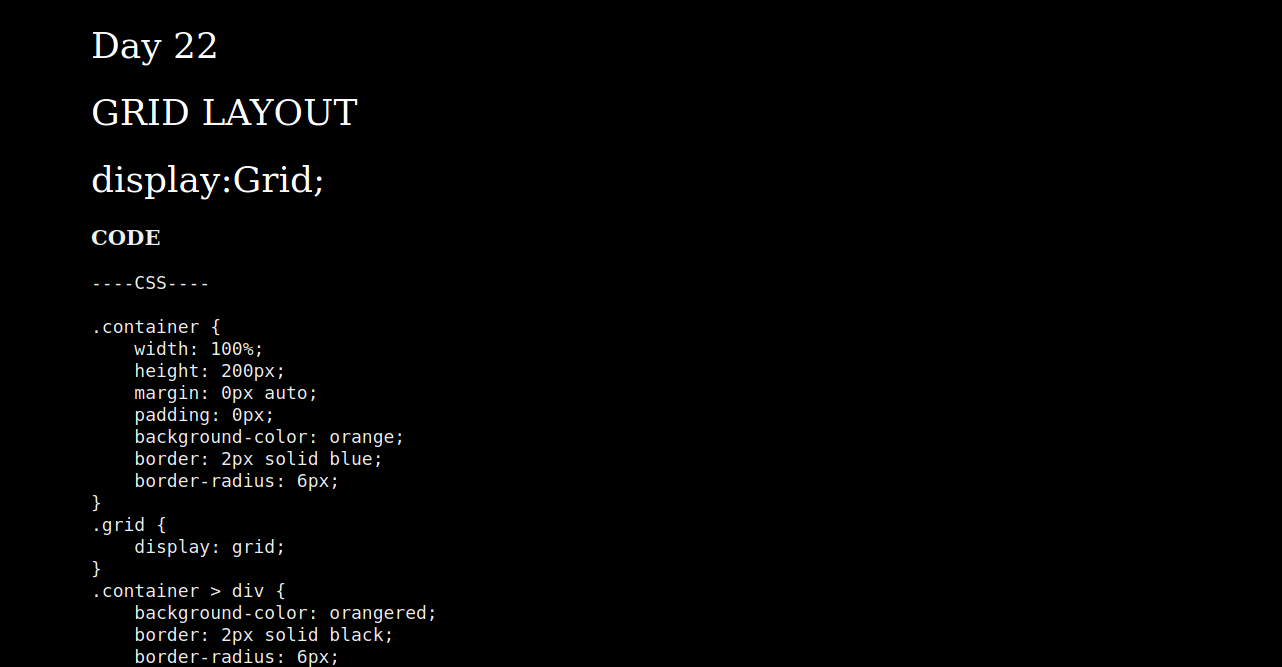 Day 22
GRID LAYOUT
display:Grid;
CODE
----CSS----
.container {
    width: 100%;
    height: 200px;
    margin: 0px auto;
    padding: 0px;
    background-color: orange;
    border: 2px solid blue;
    border-radius: 6px;
}
.grid {
    display: grid;
}
.container > div {
    background-color: orangered;
    border: 2px solid black;
    border-radius: 6px;